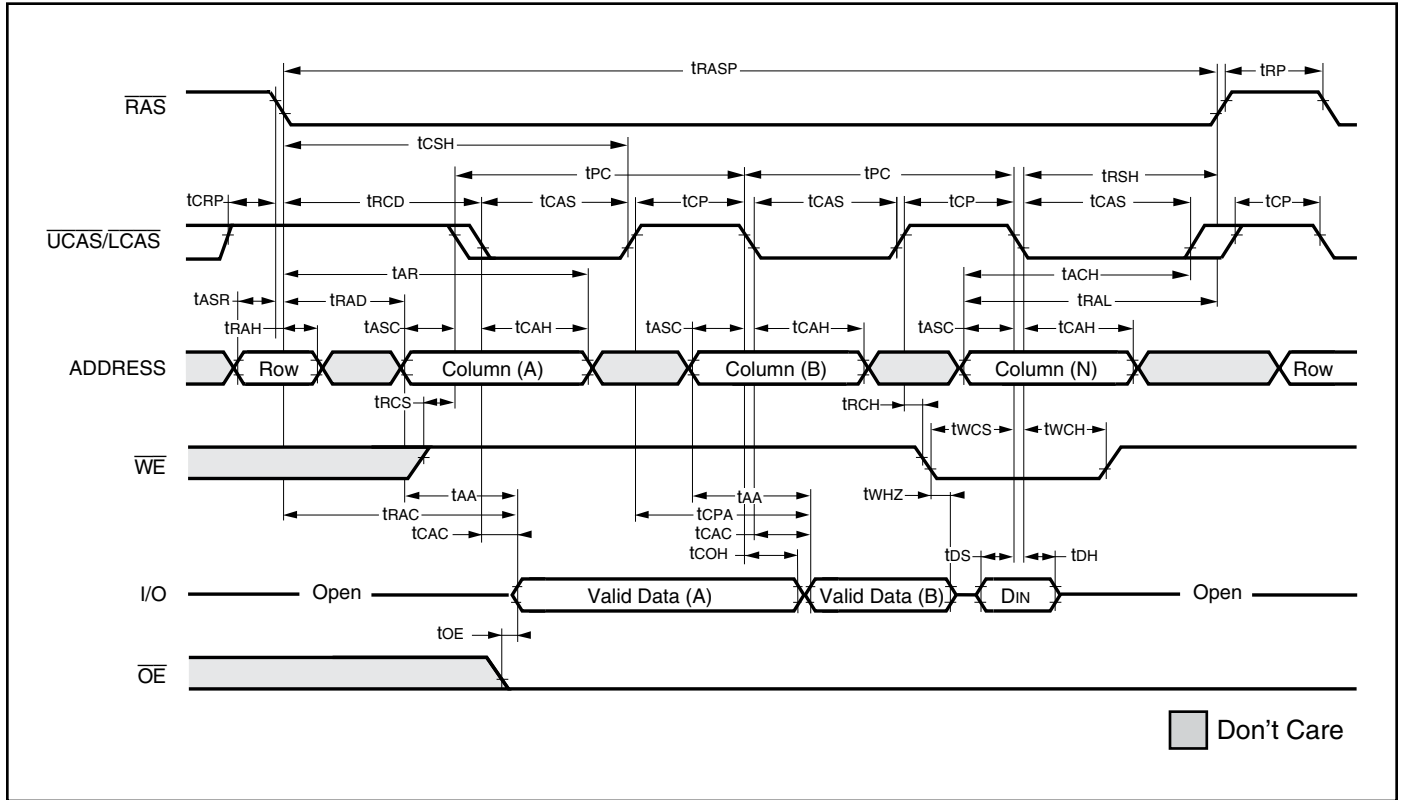 tRASP
tRP
RAS
tCSH
tPC
tPC
tRSH
tCRP
tRCD
tCAS
tCP
tCAS
tCP
tCAS
tCP
UCAS/LCAS
tAR
tACH
tASR
tRAD
tRAL
tRAH
tASC
tCAH
tASC
tCAH
tASC
tCAH
ADDRESS
Row
Column (A)
Column (B)
Column (N)
Row
tRCS
tRCH
tWCS
tWCH
WE
tAA
tAA
tWHZ
tRAC
tCPA
tCAC
tCAC
tCOH
tDS
tDH
I/O
Open
Valid Data (A)
Valid Data (B)
DIN
Open
tOE
OE
Don't Care